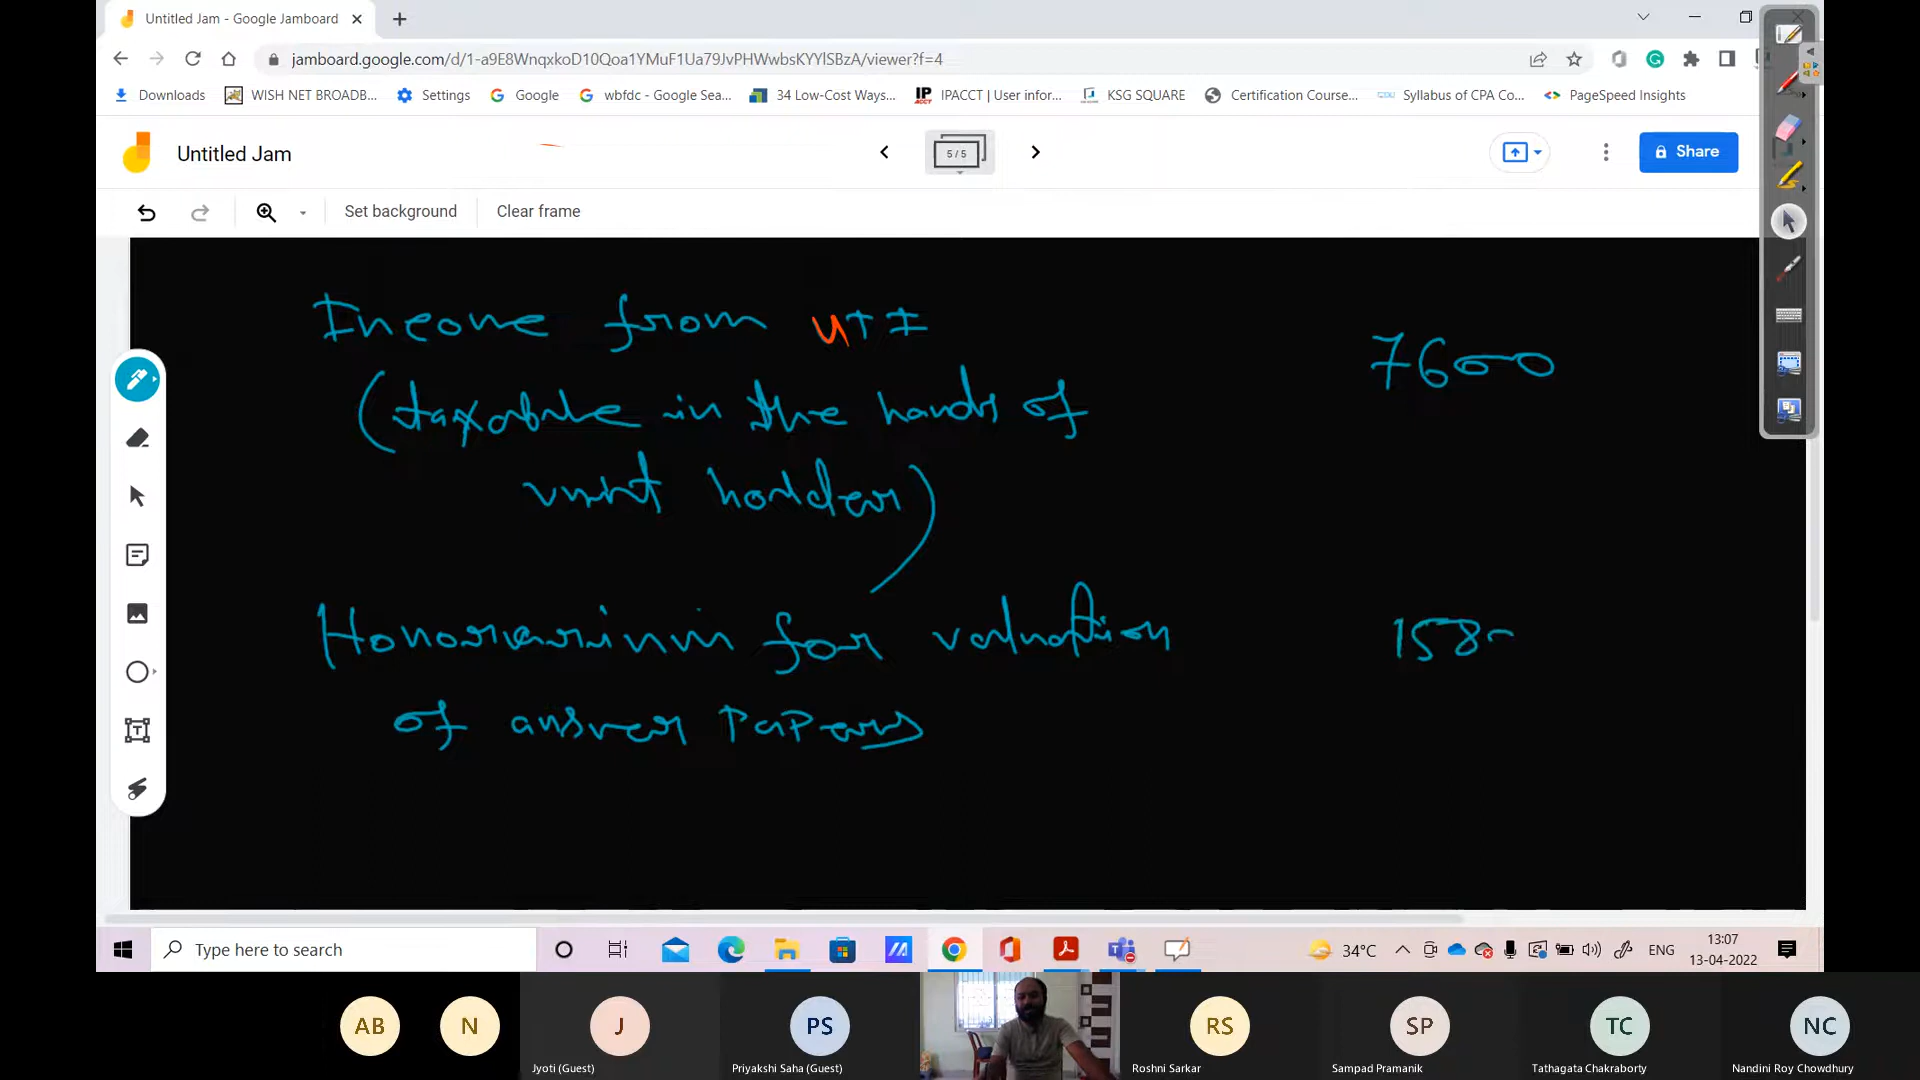 Untitled Jam - Google Jamboard
jamboard.google.com/d/1-a9E8WnqxkoD10Qoa1YMuF1Ua79JvPHWwbsKYYlSBzA/viewer?f=4
Downloads WISH NET BROADB... Settings Google wbfdc - Google Sea... 34 Low-Cost Ways... IPACCT | User infor... KSG SQUARE Certification Course... Syllabus of CPA Co... PageSpeed Insights
Untitled Jam 5 / 5 Share
Set background Clear frame
Income from UTI 7600
(taxable in the hands of
unit holder)
Honorarium for valuation 158
of answer Papers
Type here to search 34°C ENG 13:07
13-04-2022
AB N J PS RS SP TC NC
Jyoti (Guest) Priyakshi Saha (Guest) Roshni Sarkar Sampad Pramanik Tathagata Chakraborty Nandini Roy Chowdhury